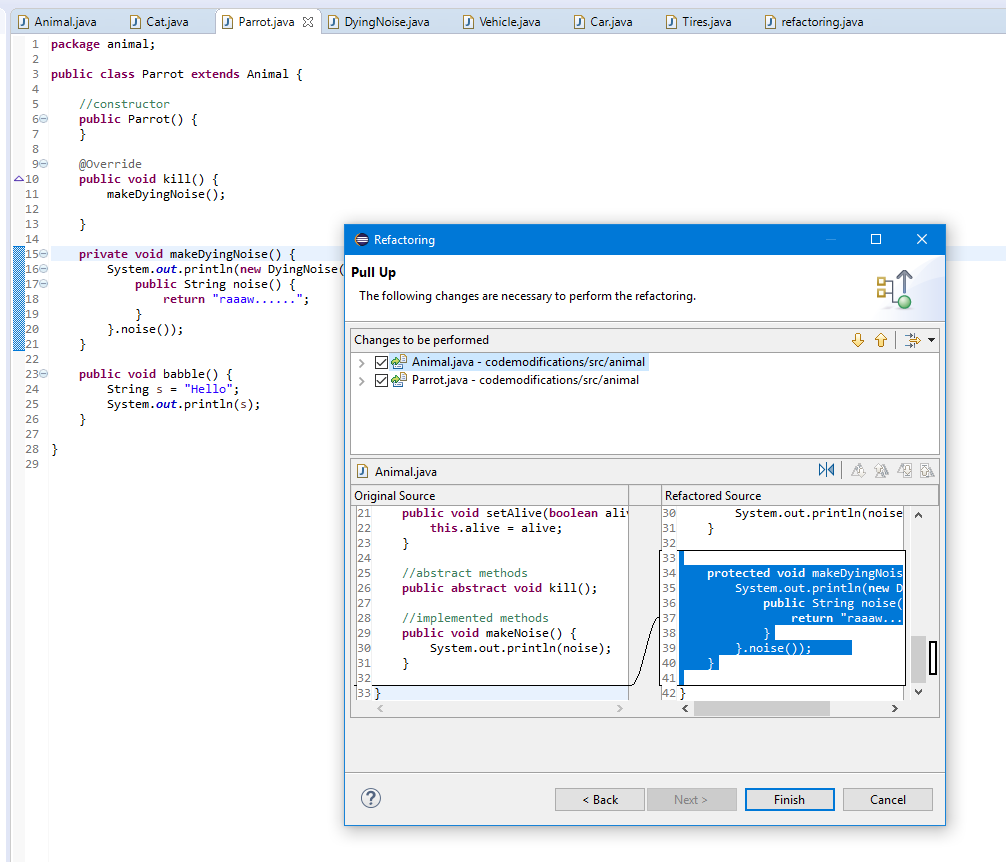 Animal.java Cat.java Parrot.java DyingNoise.java Vehicle.java Car.java Tires.java refactoring.java
1 package animal;
2
3 public class Parrot extends Animal {
4
5 //constructor
6 public Parrot() {
7 }
8
9 @Override
10 public void kill() {
11 makeDyingNoise();
12
13 }
14
15 private void makeDyingNoise() {
16 System.out.println(new DyingNoise(
17 public String noise() {
18 return "raaaw......";
19 }
20 }.noise());
21 }
22
23 public void babble() {
24 String s = "Hello";
25 System.out.println(s);
26 }
27
28 }
29
Refactoring
Pull Up
The following changes are necessary to perform the refactoring.
Changes to be performed
Animal.java - codemodifications/src/animal
Parrot.java - codemodifications/src/animal
Animal.java
Original Source
21 public void setAlive(boolean aliv
22 this.alive = alive;
23 }
24
25 //abstract methods
26 public abstract void kill();
27
28 //implemented methods
29 public void makeNoise() {
30 System.out.println(noise);
31 }
32
33 }
Refactored Source
30 System.out.println(noise
31 }
32
33
34 protected void makeDyingNois
35 System.out.println(new D
36 public String noise(
37 return "raaaw...
38 }
39 }.noise());
40 }
41
42 }
?
< Back
Next >
Finish
Cancel